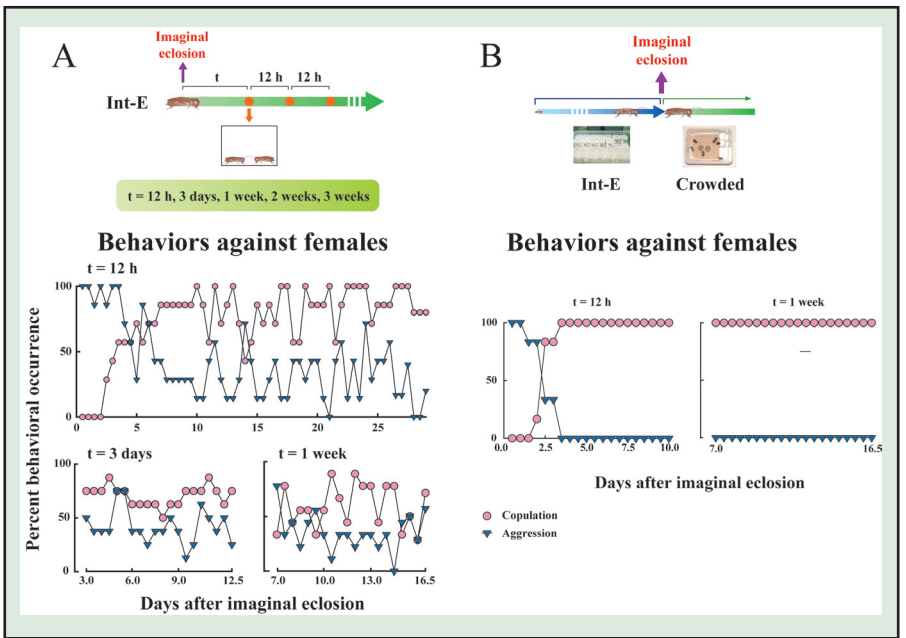 A
Imaginal
eclosion
t
12 h
12 h
Int-E
t = 12 h, 3 days, 1 week, 2 weeks, 3 weeks
Behaviors against females
t = 12 h
100
50
0
0
5
10
15
20
25
Percent behavioral occurrence
t = 3 days
100
50
0
3.0
6.0
9.0
12.5
t = 1 week
7.0
10.0
13.0
16.5
Days after imaginal eclosion
B
Imaginal
eclosion
Int-E
Crowded
Behaviors against females
t = 12 h
100
50
0
0.0
2.5
5.0
7.5
10.0
t = 1 week
7.0
16.5
Days after imaginal eclosion
Copulation
Aggression